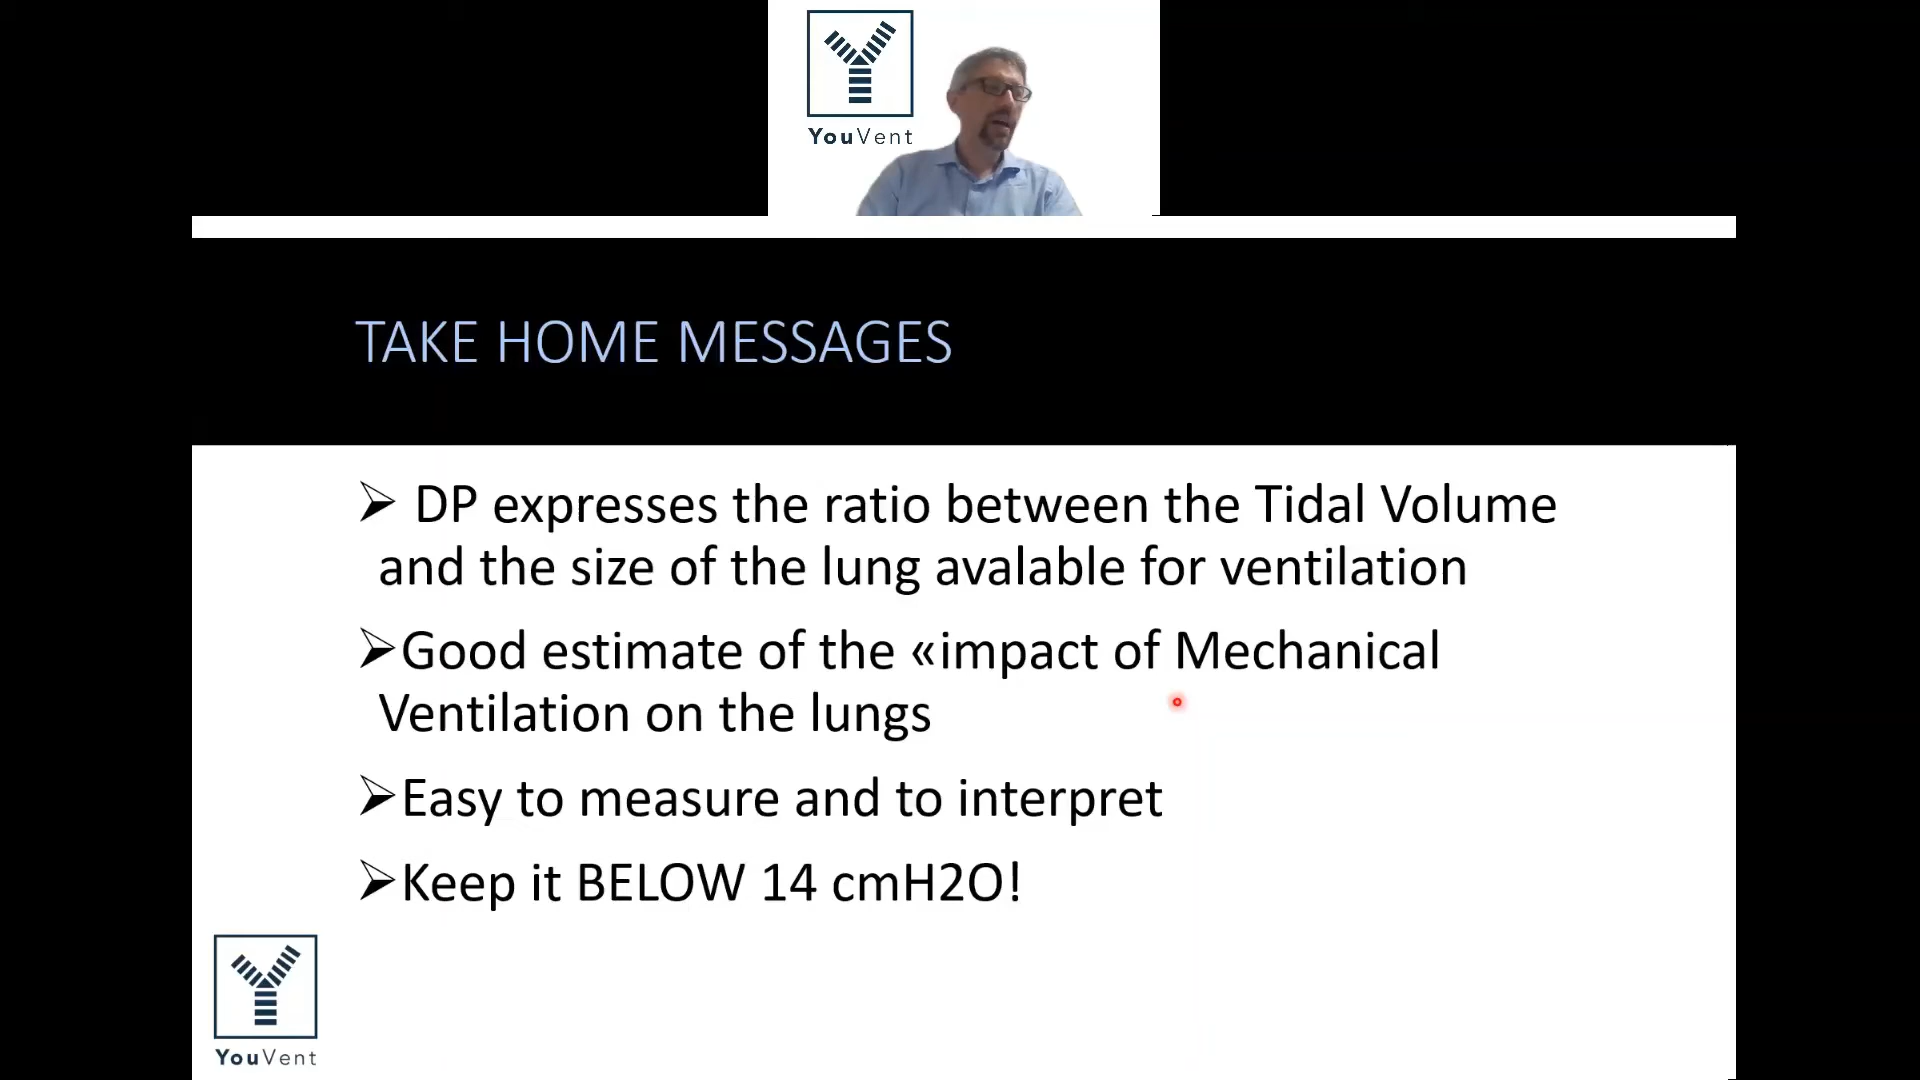 YouVent
TAKE HOME MESSAGES
➢ DP expresses the ratio between the Tidal Volume
and the size of the lung avalable for ventilation
➢Good estimate of the «impact of Mechanical
Ventilation on the lungs
➢Easy to measure and to interpret
➢Keep it BELOW 14 cmH2O!
YouVent